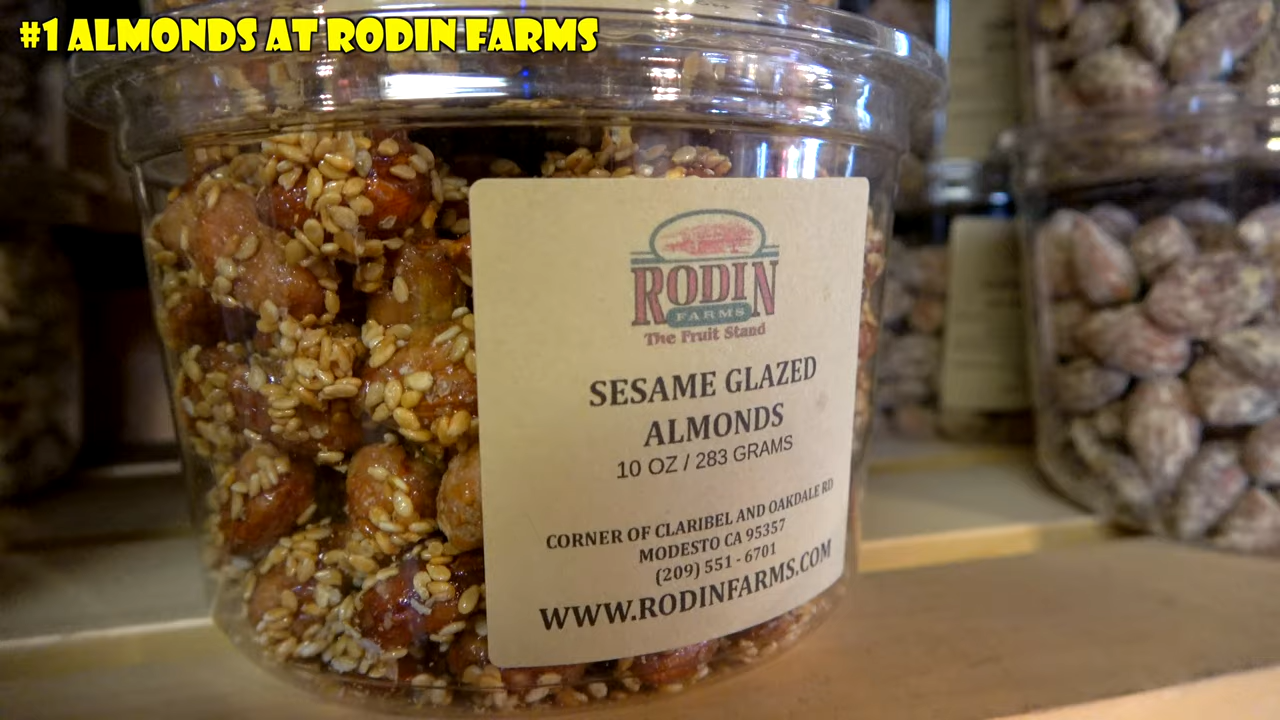 #1 ALMONDS AT RODIN FARMS
RODIN
FARMS
The Fruit Stand
SESAME GLAZED
ALMONDS
10 OZ / 283 GRAMS
CORNER OF CLARIBEL AND OAKDALE RD
MODESTO CA 95357
(209) 551 - 6701
WWW.RODINFARMS.COM